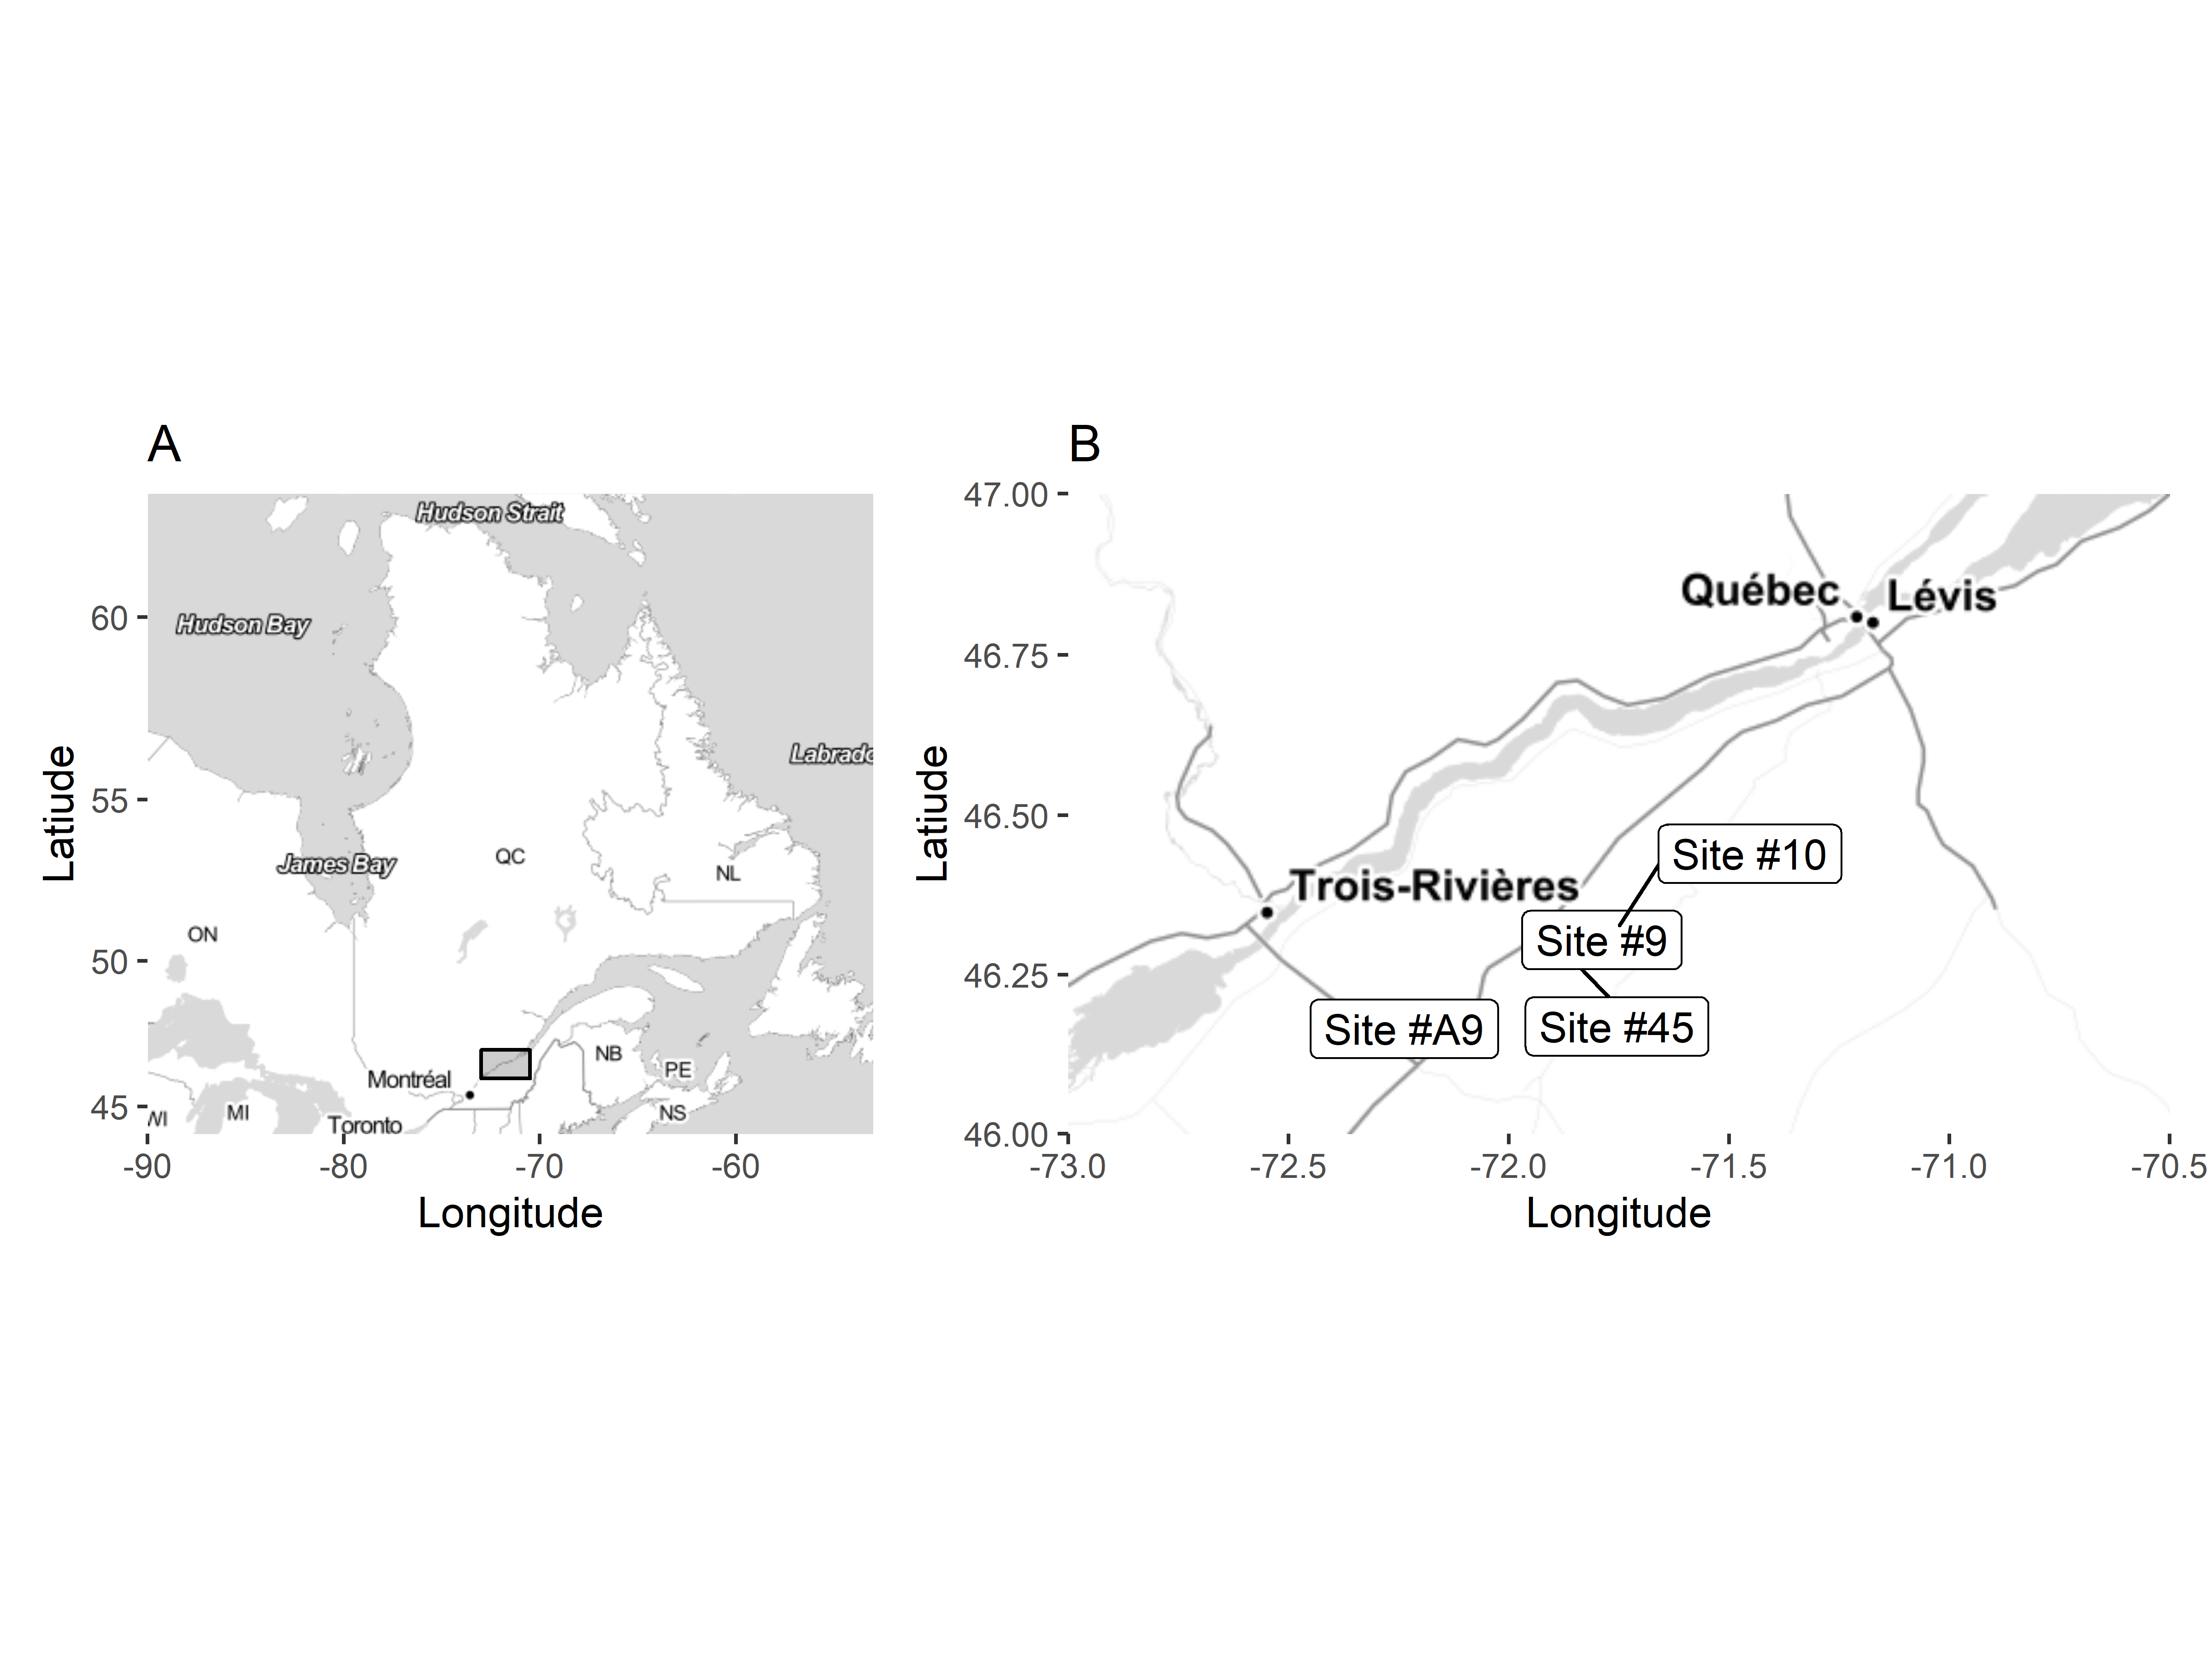 A
Hudson Strait
Hudson Bay
Labrado
James Bay
QC
NL
ON
NB
PE
Montréal
NS
WI
MI
Toronto
60
55
50
45
-90
-80
-70
-60
Latiude
Longitude
B
47.00
46.75
46.50
46.25
46.00
Québec
Lévis
Site #10
Trois-Rivières
Site #9
Site #A9
Site #45
-73.0
-72.5
-72.0
-71.5
-71.0
-70.5
Latiude
Longitude